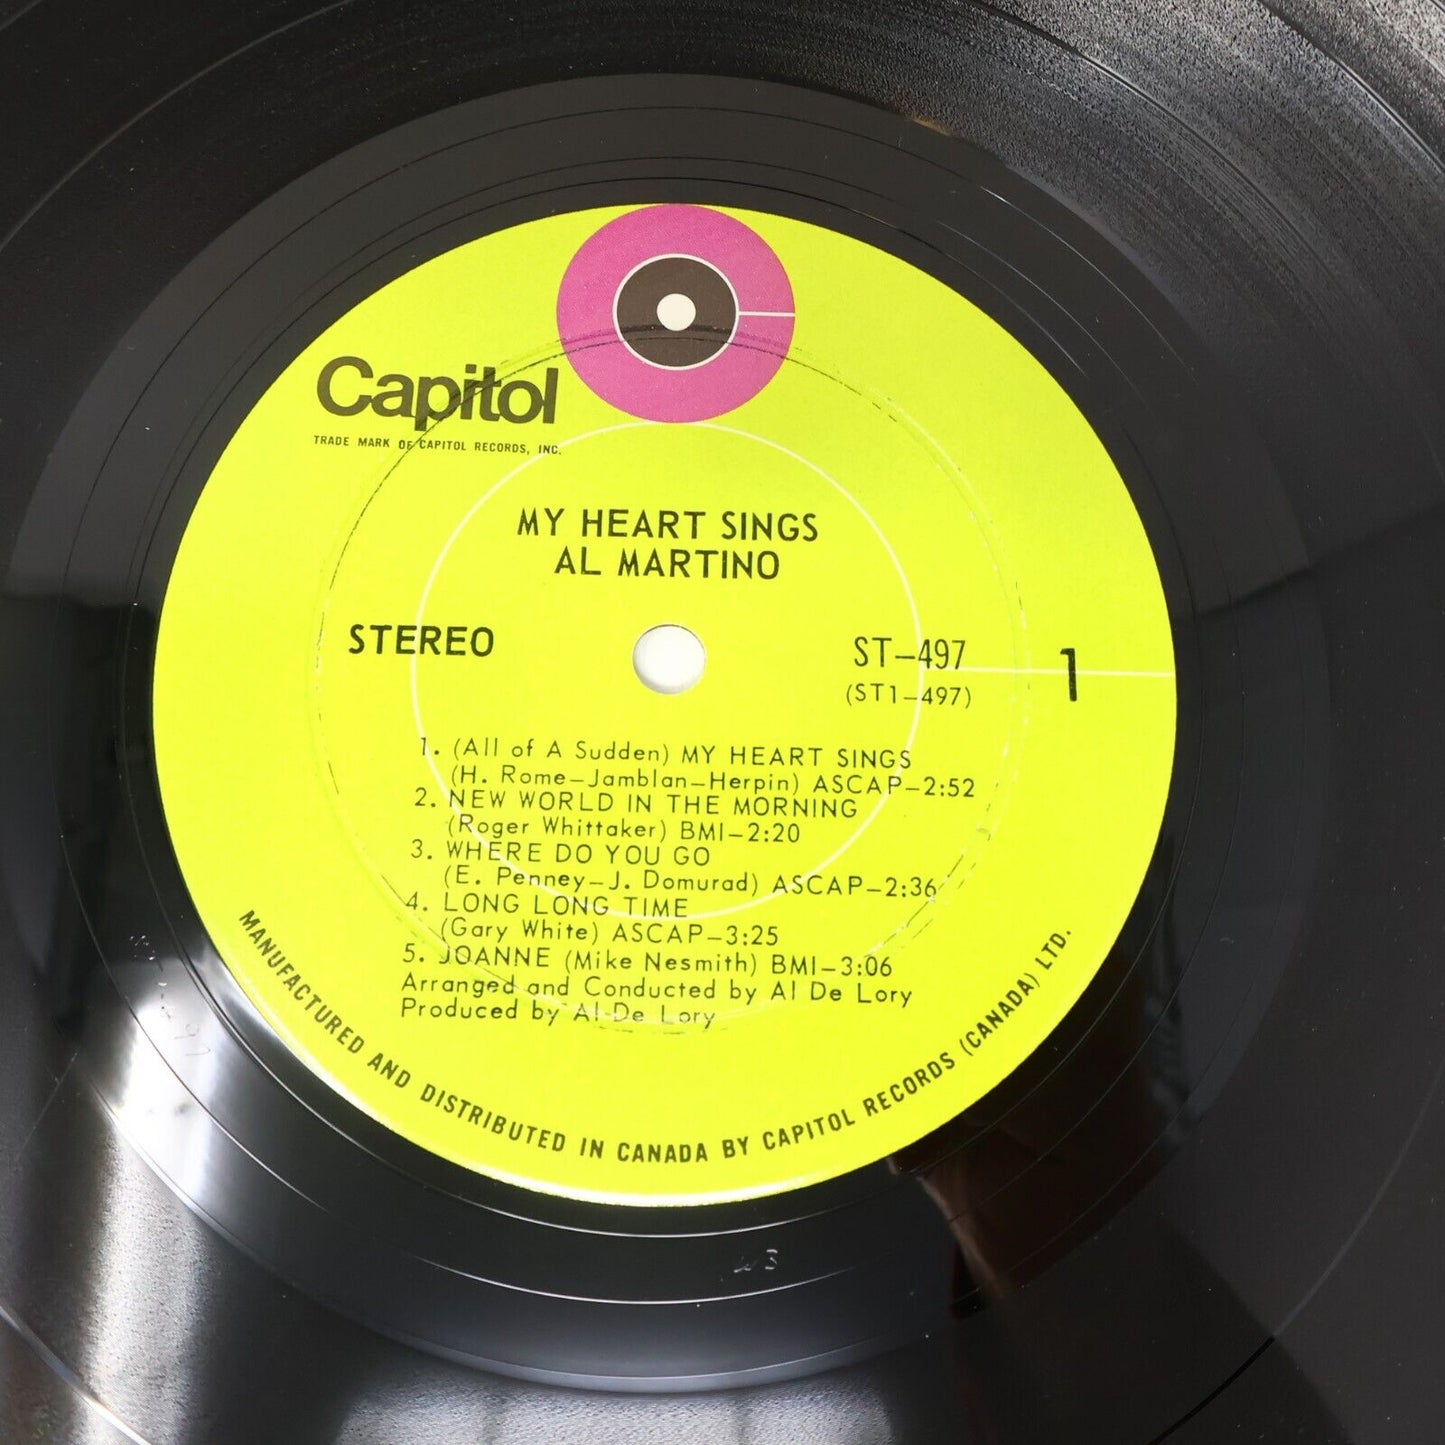 Capitol
TRADE MARK OF CAPITOL RECORDS, INC.
MY HEART SINGS
AL MARTINO
STEREO
ST-497
(ST1-497)
1
1. (All of A Sudden) MY HEART SINGS
(H. Rome-Jamblan-Herpin) ASCAP-2:52
2. NEW WORLD IN THE MORNING
(Roger Whittaker) BMI-2:20
3. WHERE DO YOU GO
(E. Penney-J. Domurad) ASCAP-2:36
4. LONG LONG TIME
(Gary White) ASCAP-3:25
5. JOANNE (Mike Nesmith) BMI-3:06
Arranged and Conducted by Al De Lory
Produced by Al De Lory
MANUFACTURED AND DISTRIBUTED IN CANADA BY CAPITOL RECORDS (CANADA) LTD.